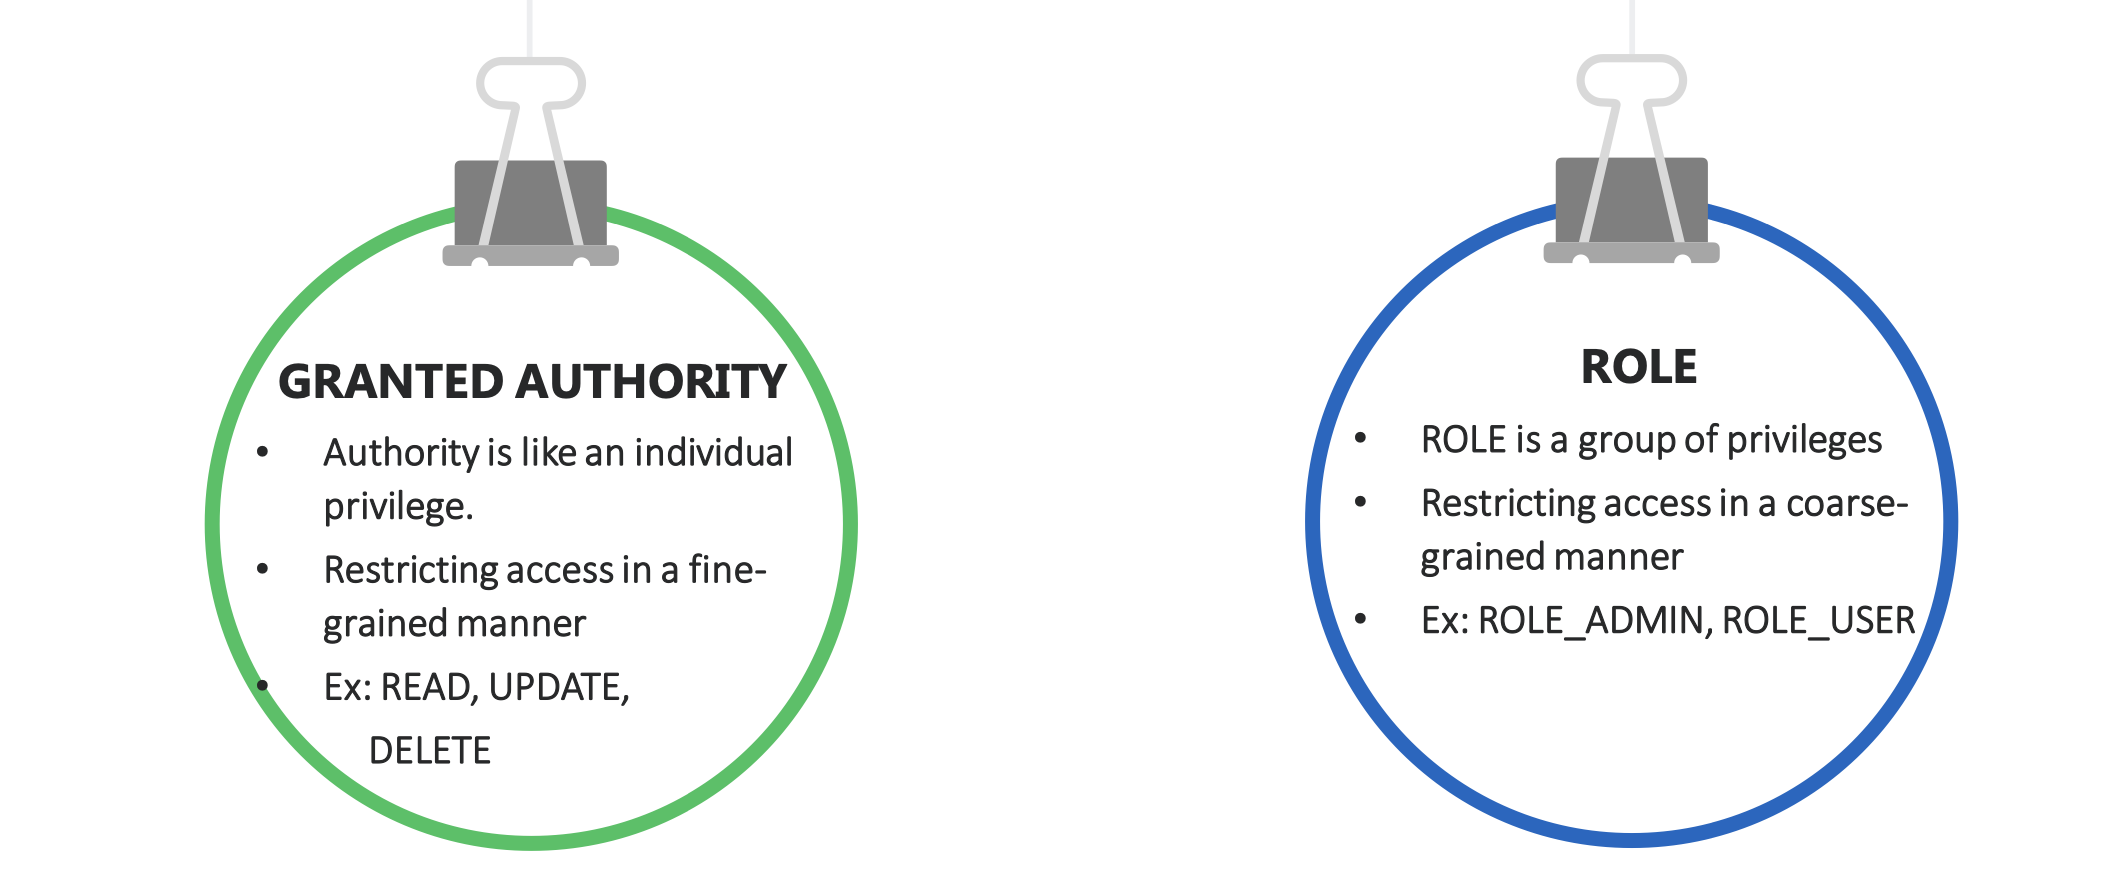 GRANTED AUTHORITY
• Authority is like an individual
privilege.
• Restricting access in a fine-
grained manner
• Ex: READ, UPDATE,
DELETE
ROLE
• ROLE is a group of privileges
• Restricting access in a coarse-
grained manner
• Ex: ROLE_ADMIN, ROLE_USER